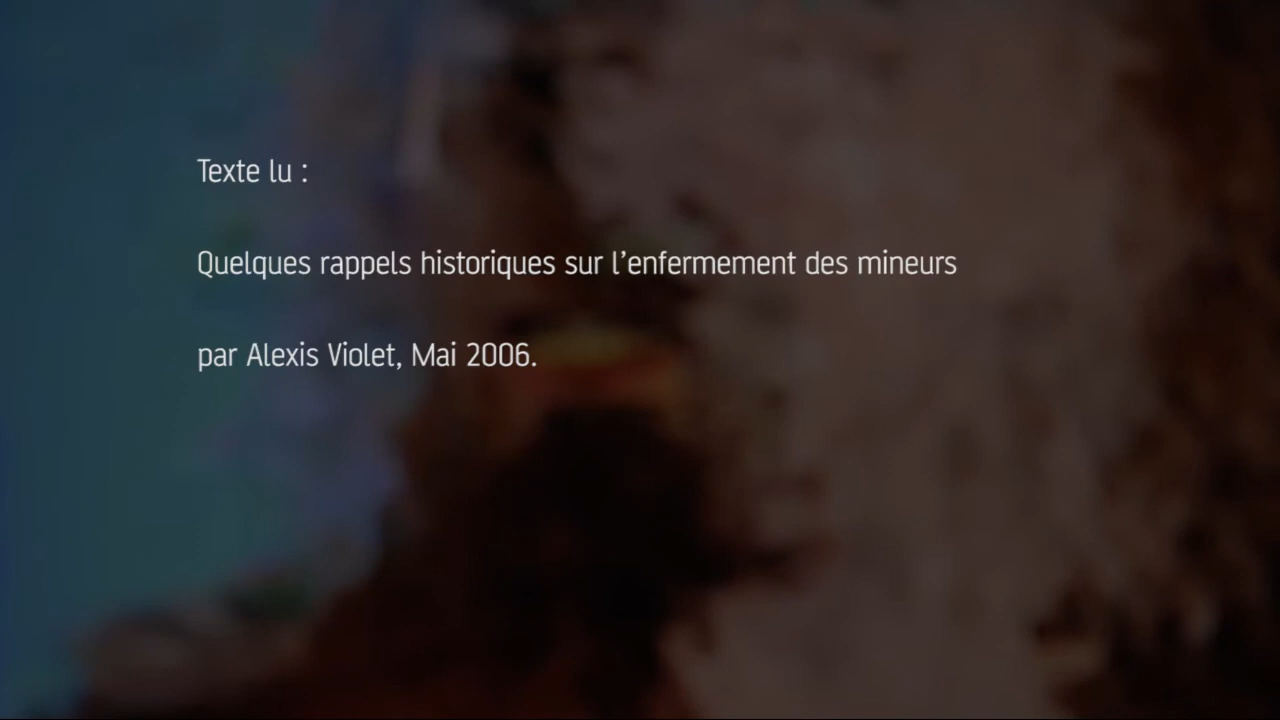 Texte lu :
Quelques rappels historiques sur l'enfermement des mineurs
par Alexis Violet, Mai 2006.